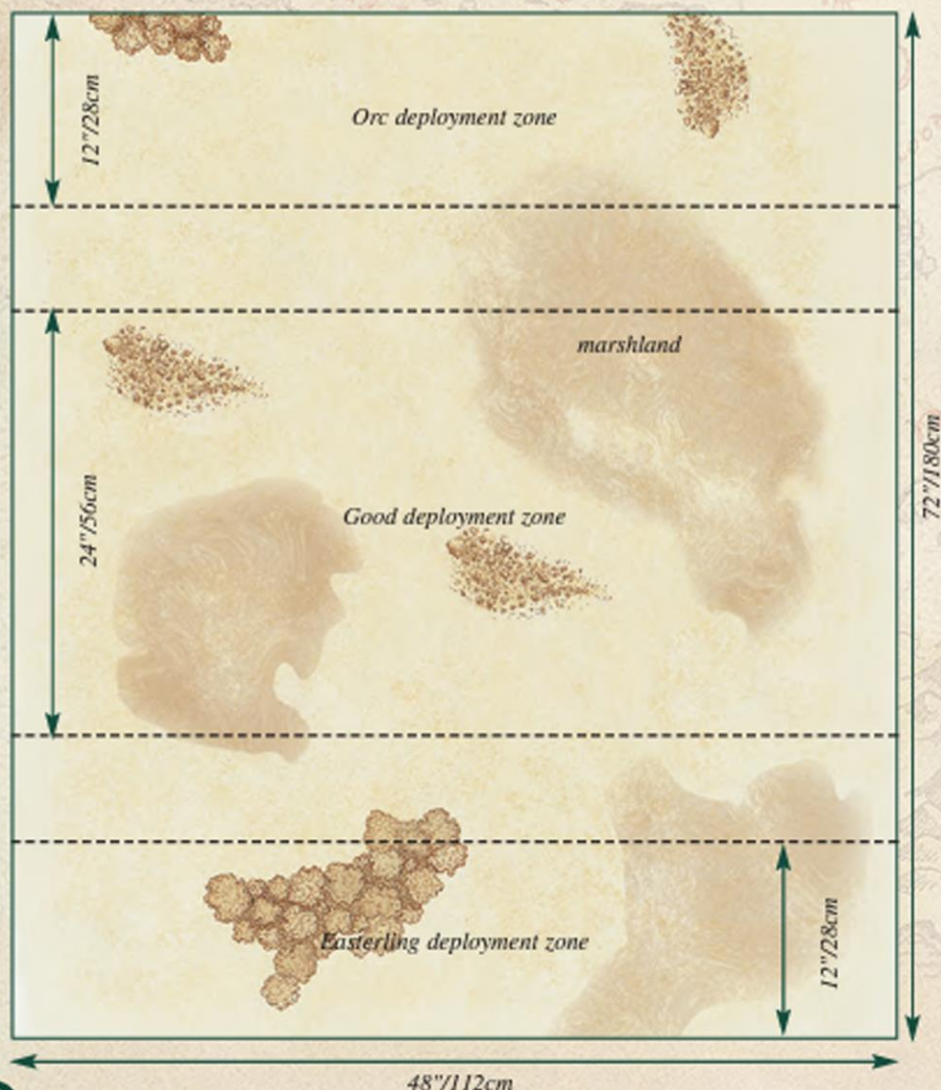 12"/28cm
Orc deployment zone
marshland
24"/56cm
Good deployment zone
72"/180cm
Easterling deployment zone
12"/28cm
48"/112cm